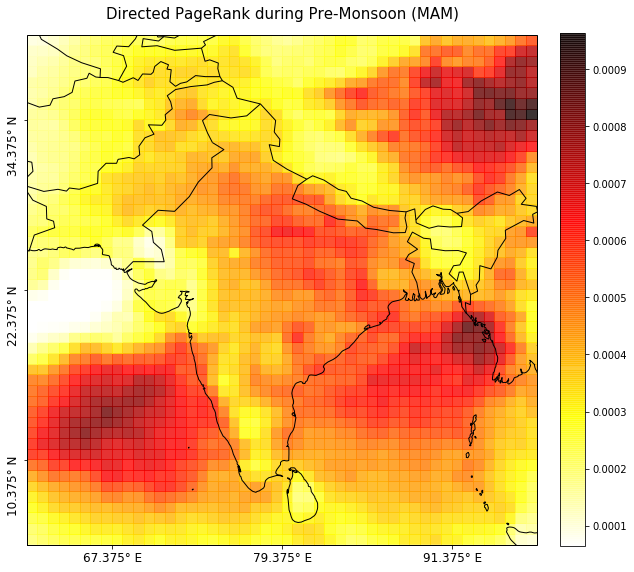 Directed PageRank during Pre-Monsoon (MAM)
34.375° N
22.375° N
10.375° N
67.375° E
79.375° E
91.375° E
0.0009
0.0008
0.0007
0.0006
0.0005
0.0004
0.0003
0.0002
0.0001